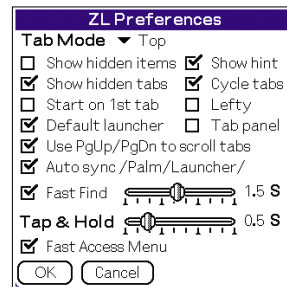 ZL Preferences
Tab Mode Top
Show hidden items Show hint
Show hidden tabs Cycle tabs
Start on 1st tab Lefty
Default launcher Tab panel
Use PgUp/PgDn to scroll tabs
Auto sync /Palm/Launcher/
Fast Find 1.5 S
Tap & Hold 0.5 S
Fast Access Menu
OK Cancel